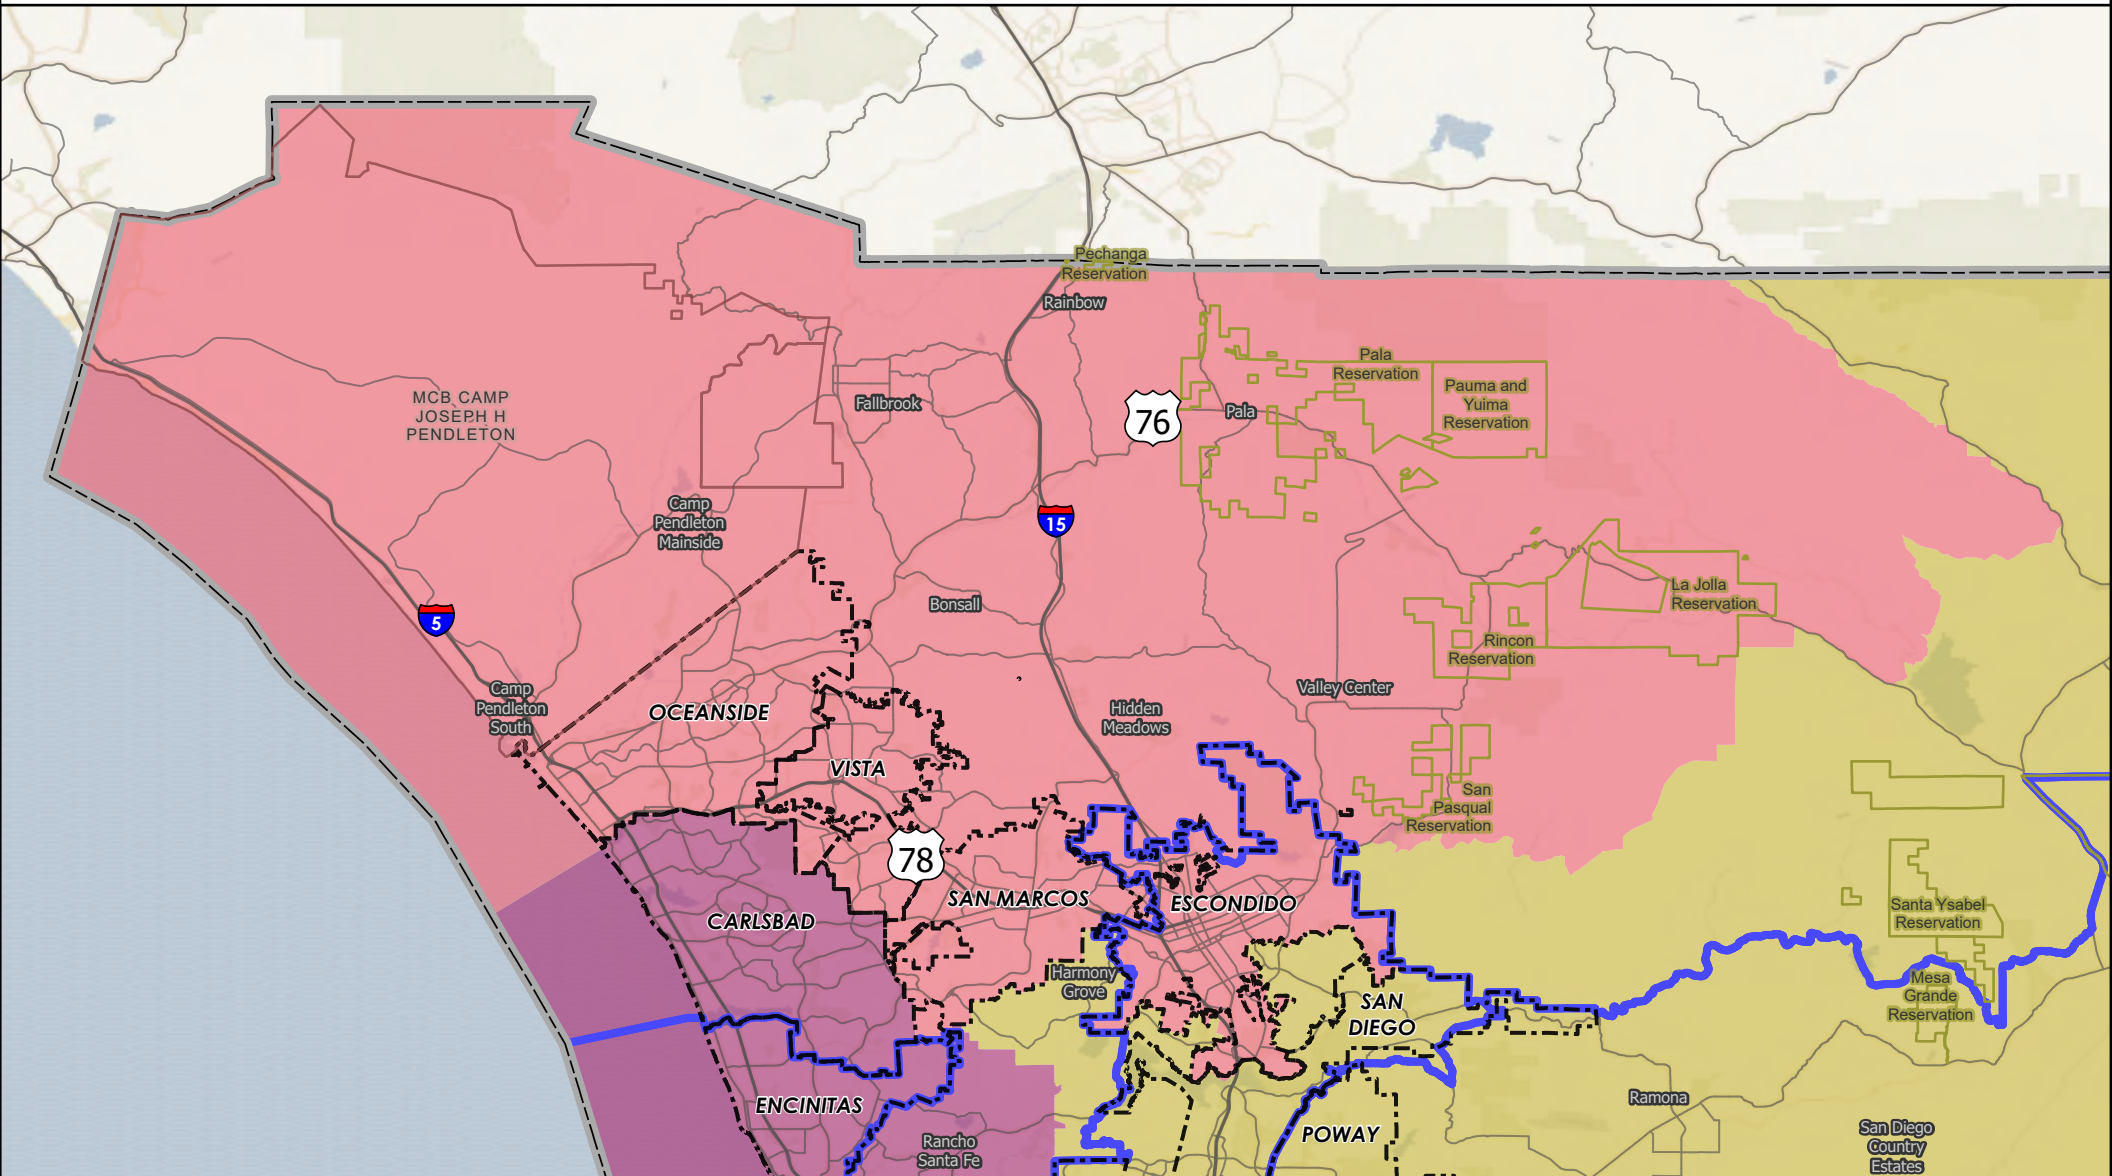 Pechanga
Reservation
Rainbow
Pala
Reservation
Pauma and
Yuima
Reservation
MCB CAMP
JOSEPH H
PENDLETON
Fallbrook
76
Pala
Camp
Pendleton
Mainside
15
La Jolla
Reservation
5
Bonsall
Rincon
Reservation
Camp
Pendleton
South
OCEANSIDE
Hidden
Meadows
Valley Center
VISTA
San
Pasqual
Reservation
78
CARLSBAD
SAN MARCOS
ESCONDIDO
Santa Ysabel
Reservation
Harmony
Grove
SAN
DIEGO
Mesa
Grande
Reservation
ENCINITAS
Ramona
Rancho
Santa Fe
POWAY
San Diego
Country
Estates